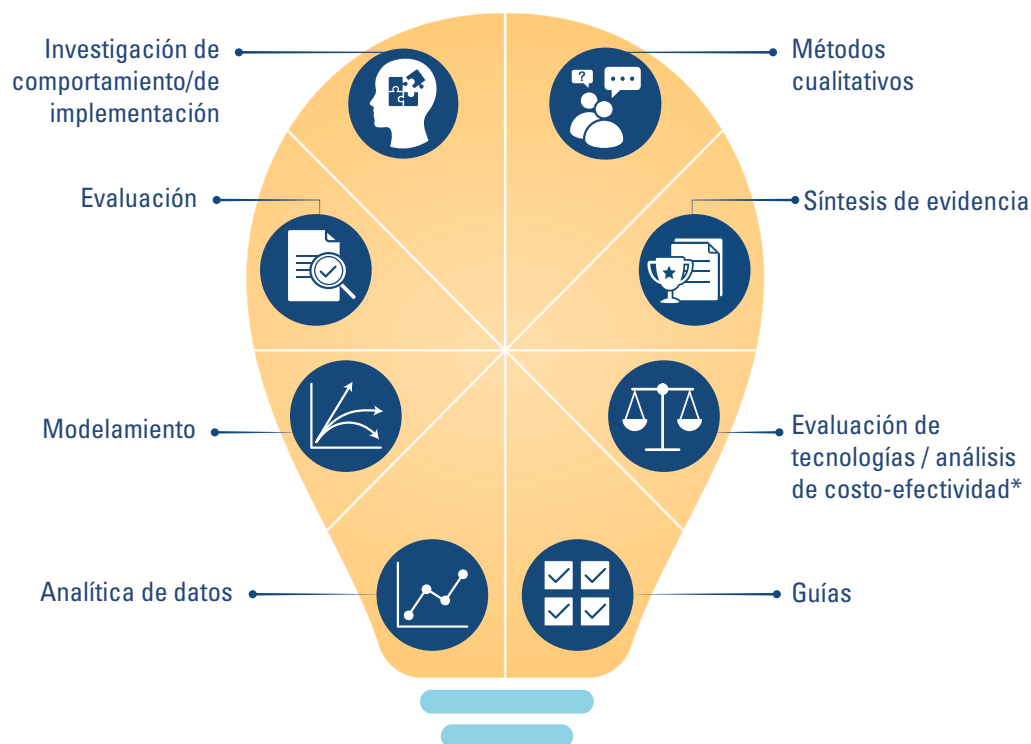 Investigación de
comportamiento/de
implementación
Métodos
cualitativos
Evaluación
Síntesis de evidencia
?
Modelamiento
Evaluación de
tecnologías / análisis
de costo-efectividad*
Analítica de datos
Guías